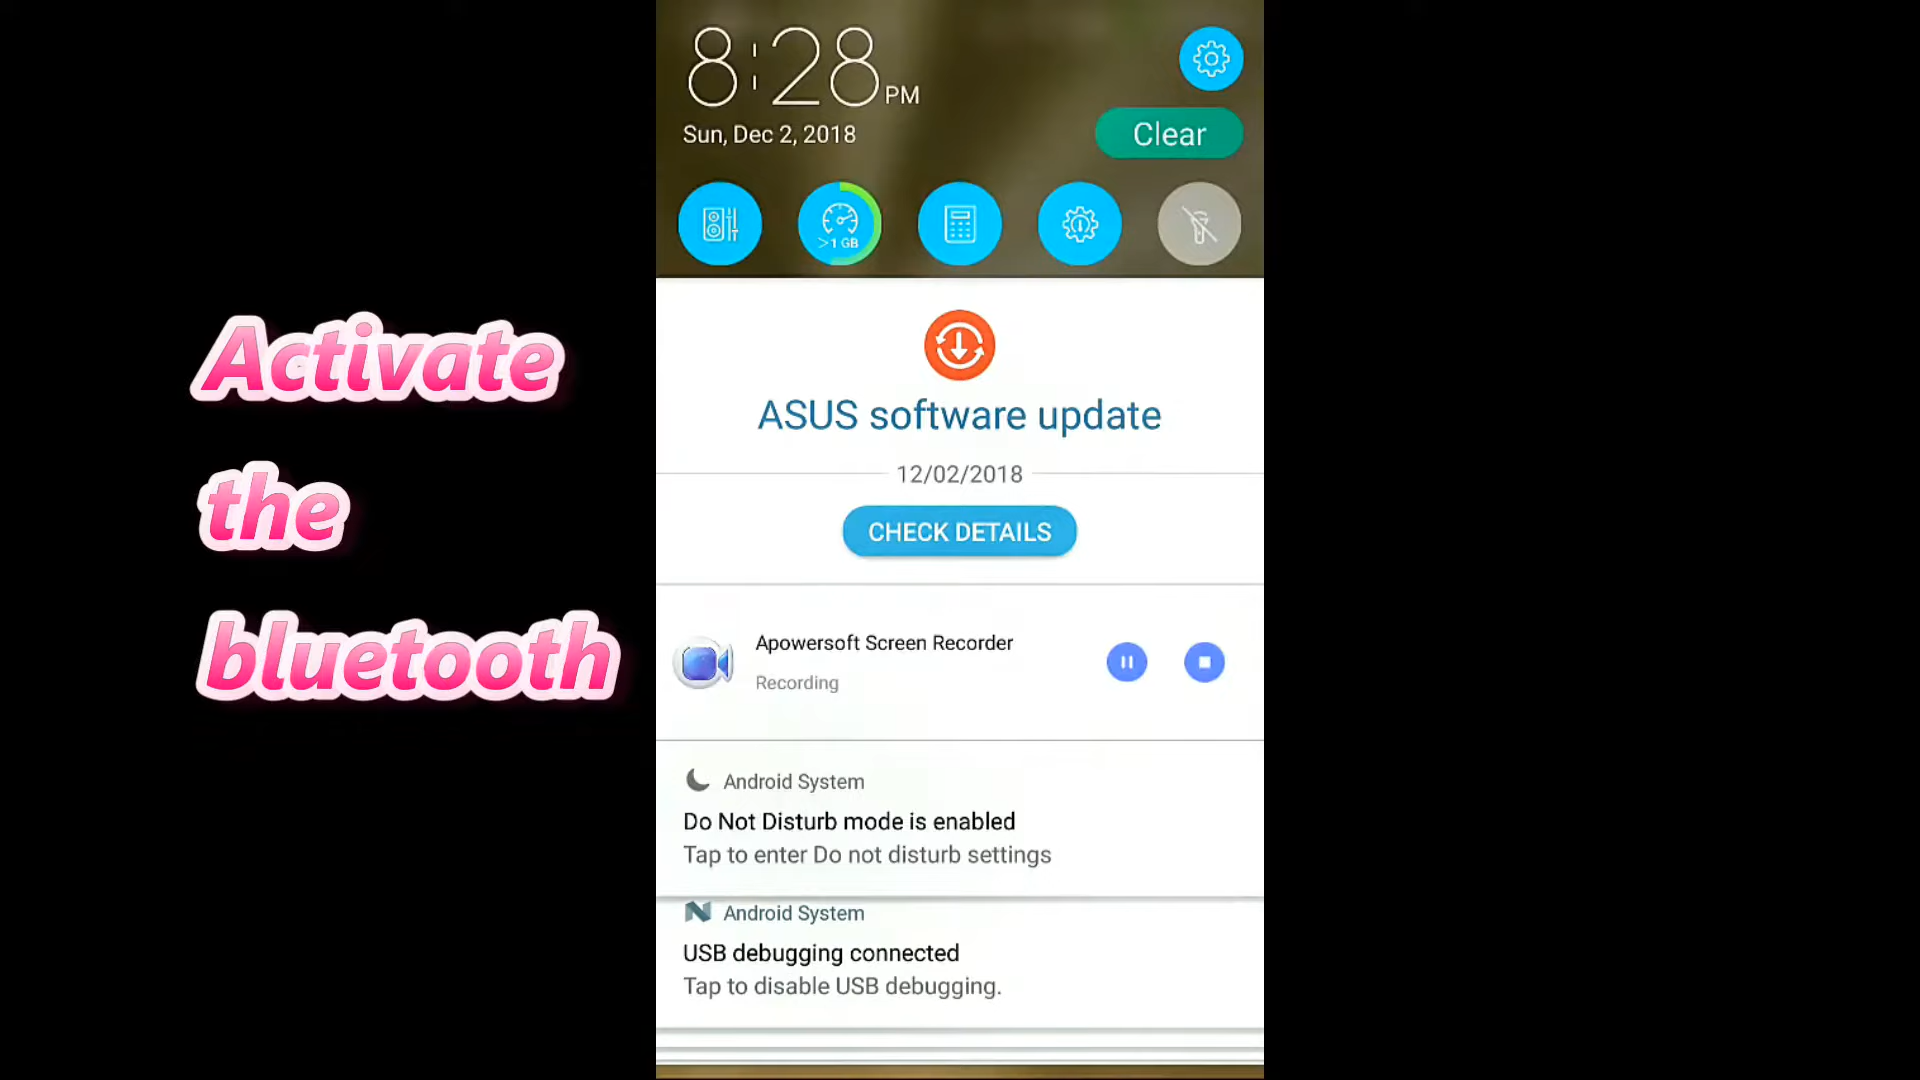 Activate
the
bluetooth
8:28 PM
Sun, Dec 2, 2018
Clear
>1 GB
ASUS software update
12/02/2018
CHECK DETAILS
Apowersoft Screen Recorder
Recording
Android System
Do Not Disturb mode is enabled
Tap to enter Do not disturb settings
Android System
USB debugging connected
Tap to disable USB debugging.